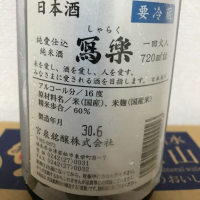 日本酒
要冷蔵
しゃらく
純愛仕込
純米酒
寫樂
一回火入
720ml
米を愛し、酒を愛し、人を愛す。
みなさまに愛される酒を目指します。
アルコール分/16度
原材料名/米(国産)、米麹(国産米)
精米歩合/60%
製造年月
30.6
宮泉銘醸株式会社
山